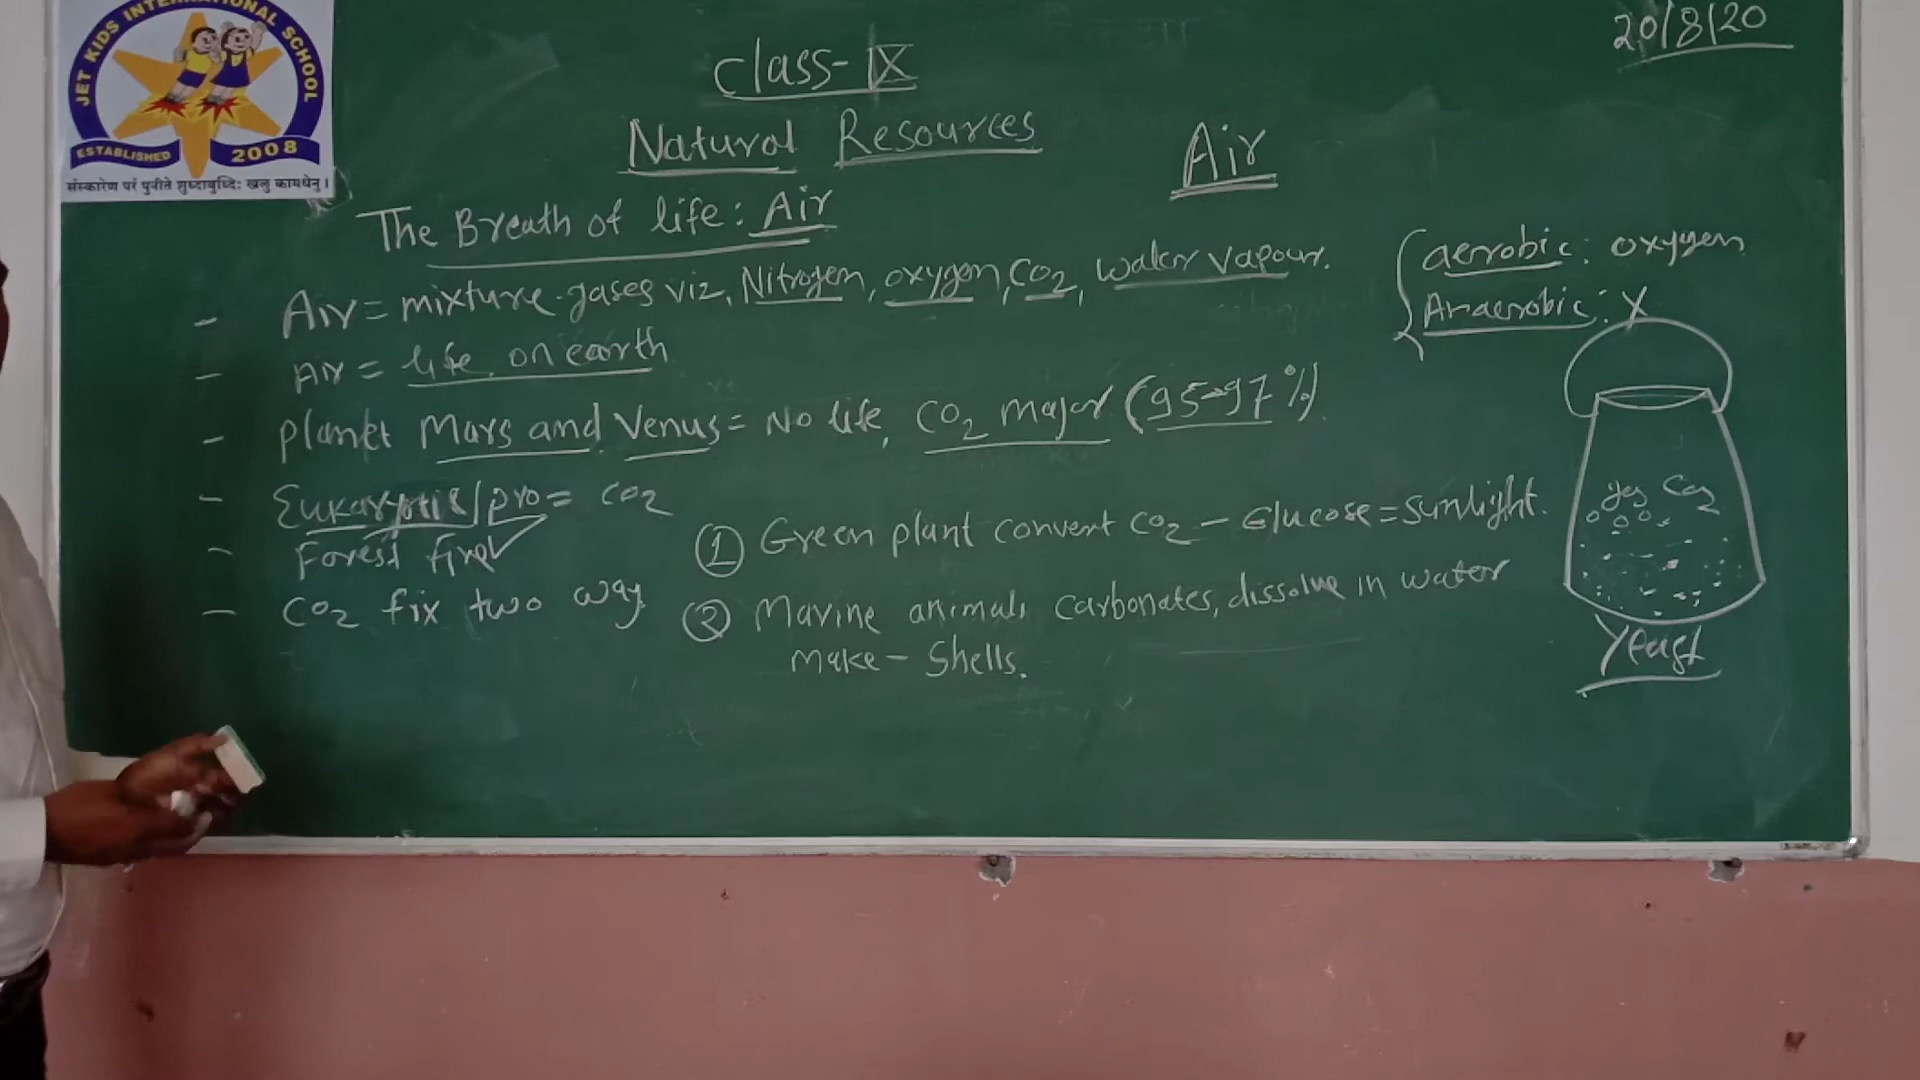 JET KIDS INTERNATIONAL SCHOOL
ESTABLISHED 2008
संस्कारेण परं पुनीते शुध्दाबुध्दिः खलु कामधेनु।
20/8/20
Class-IX
Natural Resources
Air
The Breath of life: Air
- Air = mixture gases viz, Nitrogen, oxygen, CO2, water vapour.
- Air = life on earth
- planet Mars and Venus = No life, CO2 major (95-97%)
- Eukaryotic/pro = CO2
- Forest fire
- CO2 fix two way
① Green plant convert CO2 - Glucose = sunlight.
② Marine animals carbonates, dissolve in water
make - Shells.
aerobic: oxygen
Anaerobic: X
CO2
Yeast